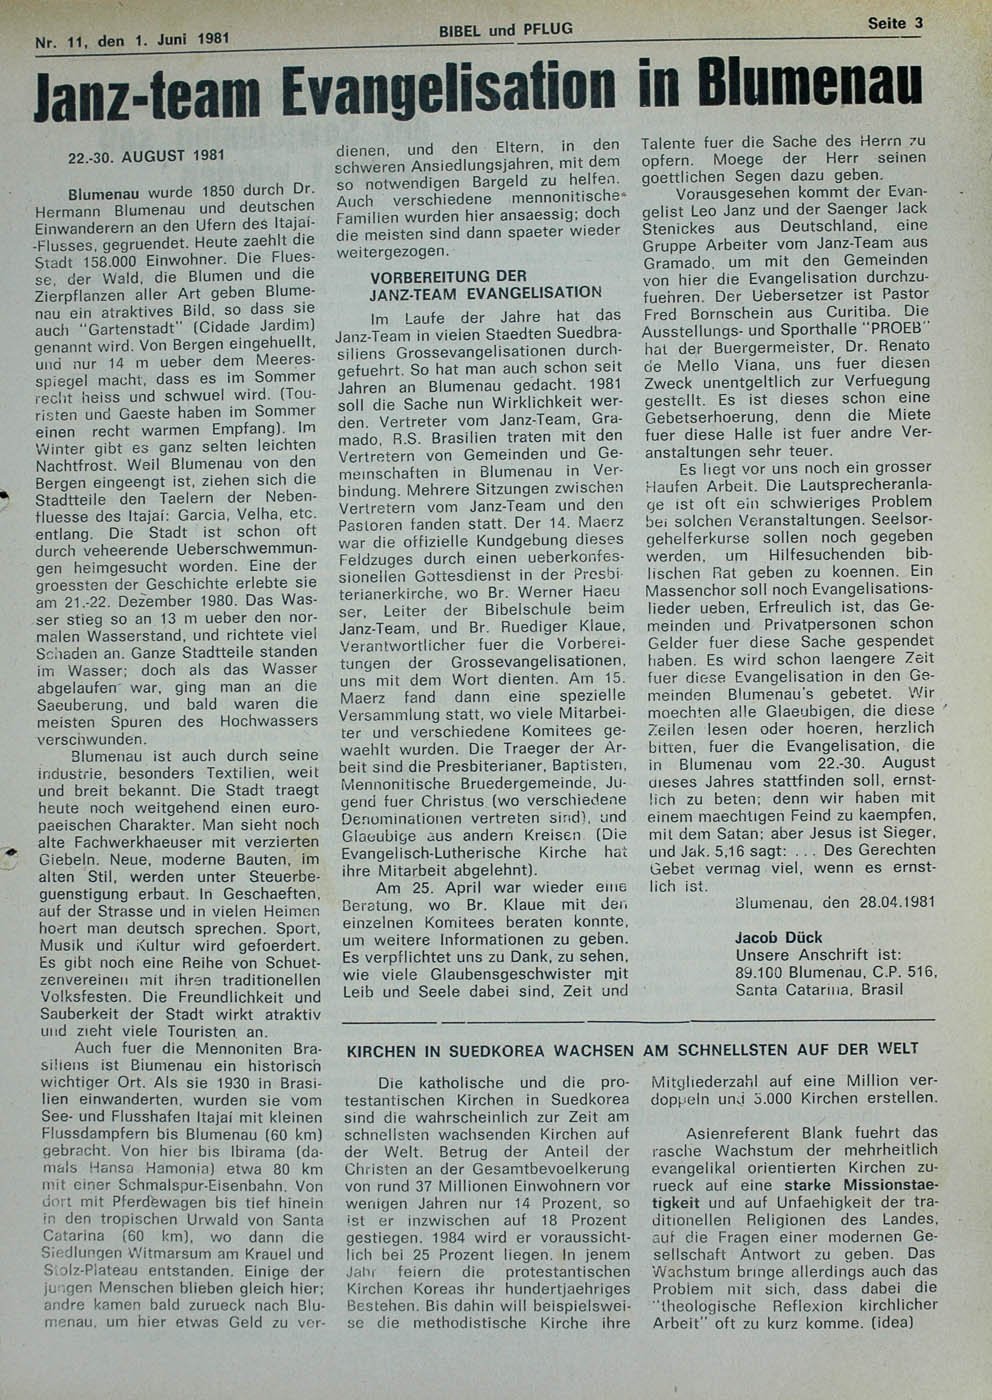 Nr. 11, den 1. Juni 1981
BIBEL und PFLUG
Seite 3
Janz-team Evangelisation in Blumenau
22.-30. AUGUST 1981
Blumenau wurde 1850 durch Dr.
Hermann Blumenau und deutschen
Einwanderern an den Ufern des Itajaí-
-Flusses, gegruendet. Heute zaehlt die
Stadt 158.000 Einwohner. Die Flues-
se, der Wald, die Blumen und die
Zierpflanzen aller Art geben Blume-
nau ein atraktives Bild, so dass sie
auch "Gartenstadt" (Cidade Jardim)
genannt wird. Von Bergen eingehuellt,
und nur 14 m ueber dem Meeres-
spiegel macht, dass es im Sommer
recht heiss und schwuel wird. (Tou-
risten und Gaeste haben im Sommer
einen recht warmen Empfang). Im
Winter gibt es ganz selten leichten
Nachtfrost. Weil Blumenau von den
Bergen eingeengt ist, ziehen sich die
Stadtteile den Taelern der Neben-
fluesse des Itajaí: Garcia, Velha, etc.
entlang. Die Stadt ist schon oft
durch veheerende Ueberschwemmun-
gen heimgesucht worden. Eine der
groessten der Geschichte erlebte sie
am 21.-22. Dezember 1980. Das Was-
ser stieg so an 13 m ueber den nor-
malen Wasserstand, und richtete viel
Schaden an. Ganze Stadtteile standen
im Wasser; doch als das Wasser
abgelaufen war, ging man an die
Saeuberung, und bald waren die
meisten Spuren des Hochwassers
verschwunden.
Blumenau ist auch durch seine
industrie, besonders Textilien, weit
und breit bekannt. Die Stadt traegt
heute noch weitgehend einen euro-
paeischen Charakter. Man sieht noch
alte Fachwerkhaeuser mit verzierten
Giebeln. Neue, moderne Bauten, im
alten Stil, werden unter Steuerbe-
guenstigung erbaut. In Geschaeften,
auf der Strasse und in vielen Heimen
hoert man deutsch sprechen. Sport,
Musik und Kultur wird gefoerdert.
Es gibt noch eine Reihe von Schuet-
zenvereinen mit ihren traditionellen
Volksfesten. Die Freundlichkeit und
Sauberkeit der Stadt wirkt atraktiv
und zieht viele Touristen an.
Auch fuer die Mennoniten Bra-
siliens ist Blumenau ein historisch
wichtiger Ort. Als sie 1930 in Brasi-
lien einwanderten, wurden sie vom
See- und Flusshafen Itajaí mit kleinen
Flussdampfern bis Blumenau (60 km)
gebracht. Von hier bis Ibirama (da-
mals Hansa Hamonia) etwa 80 km
mit einer Schmalspur-Eisenbahn. Von
dort mit Pferdewagen bis tief hinein
in den tropischen Urwald von Santa
Catarina (60 km), wo dann die
Siedlungen Witmarsum am Krauel und
Stolz-Plateau entstanden. Einige der
jungen Menschen blieben gleich hier;
andre kamen bald zurueck nach Blu-
menau, um hier etwas Geld zu ver-
dienen, und den Eltern, in den
schweren Ansiedlungsjahren, mit dem
so notwendigen Bargeld zu helfen.
Auch verschiedene mennonitische
Familien wurden hier ansaessig; doch
die meisten sind dann spaeter wieder
weitergezogen.
VORBEREITUNG DER
JANZ-TEAM EVANGELISATION
Im Laufe der Jahre hat das
Janz-Team in vielen Staedten Suedbra-
siliens Grossevangelisationen durch-
gefuehrt. So hat man auch schon seit
Jahren an Blumenau gedacht. 1981
soll die Sache nun Wirklichkeit wer-
den. Vertreter vom Janz-Team, Gra-
mado, R.S. Brasilien traten mit den
Vertretern von Gemeinden und Ge-
meinschaften in Blumenau in Ver-
bindung. Mehrere Sitzungen zwischen
Vertretern vom Janz-Team und den
Pastoren fanden statt. Der 14. Maerz
war die offizielle Kundgebung dieses
Feldzuges durch einen ueberkonfes-
sionellen Gottesdienst in der Presbi-
terianerkirche, wo Br. Werner Haeu
ser, Leiter der Bibelschule beim
Janz-Team, und Br. Ruediger Klaue,
Verantwortlicher fuer die Vorberei-
tungen der Grossevangelisationen,
uns mit dem Wort dienten. Am 15.
Maerz fand dann eine spezielle
Versammlung statt, wo viele Mitarbei-
ter und verschiedene Komitees ge-
waehlt wurden. Die Traeger der Ar-
beit sind die Presbiterianer, Baptisten,
Mennonitische Bruedergemeinde, Ju-
gend fuer Christus (wo verschiedene
Denominationen vertreten sind), und
Glaeubige aus andern Kreisen (Die
Evangelisch-Lutherische Kirche hat
ihre Mitarbeit abgelehnt).
Am 25. April war wieder eine
Beratung, wo Br. Klaue mit den
einzelnen Komitees beraten konnte,
um weitere Informationen zu geben.
Es verpflichtet uns zu Dank, zu sehen,
wie viele Glaubensgeschwister mit
Leib und Seele dabei sind, Zeit und
Talente fuer die Sache des Herrn zu
opfern. Moege der Herr seinen
goettlichen Segen dazu geben.
Vorausgesehen kommt der Evan-
gelist Leo Janz und der Saenger Jack
Stenickes aus Deutschland, eine
Gruppe Arbeiter vom Janz-Team aus
Gramado, um mit den Gemeinden
von hier die Evangelisation durchzu-
fuehren. Der Uebersetzer ist Pastor
Fred Bornschein aus Curitiba. Die
Ausstellungs- und Sporthalle "PROEB"
hat der Buergermeister, Dr. Renato
de Mello Viana, uns fuer diesen
Zweck unentgeltlich zur Verfuegung
gestellt. Es ist dieses schon eine
Gebetserhoerung, denn die Miete
fuer diese Halle ist fuer andre Ver-
anstaltungen sehr teuer.
Es liegt vor uns noch ein grosser
Haufen Arbeit. Die Lautsprecheranla-
ge ist oft ein schwieriges Problem
bei solchen Veranstaltungen. Seelsor-
gehelferkurse sollen noch gegeben
werden, um Hilfesuchenden bib-
lischen Rat geben zu koennen. Ein
Massenchor soll noch Evangelisations-
lieder ueben, Erfreulich ist, das Ge-
meinden und Privatpersonen schon
Gelder fuer diese Sache gespendet
haben. Es wird schon laengere Zeit
fuer diese Evangelisation in den Ge-
meinden Blumenau's gebetet. Wir
moechten alle Glaeubigen, die diese
Zeilen lesen oder hoeren, herzlich
bitten, fuer die Evangelisation, die
in Blumenau vom 22.-30. August
dieses Jahres stattfinden soll, ernst-
lich zu beten; denn wir haben mit
einem maechtigen Feind zu kaempfen,
mit dem Satan; aber Jesus ist Sieger,
und Jak. 5,16 sagt: ... Des Gerechten
Gebet vermag viel, wenn es ernst-
lich ist.
Blumenau, den 28.04.1981
Jacob Dück
Unsere Anschrift ist:
89.100 Blumenau, C.P. 516,
Santa Catarina, Brasil
KIRCHEN IN SUEDKOREA WACHSEN AM SCHNELLSTEN AUF DER WELT
Die katholische und die pro-
testantischen Kirchen in Suedkorea
sind die wahrscheinlich zur Zeit am
schnellsten wachsenden Kirchen auf
der Welt. Betrug der Anteil der
Christen an der Gesamtbevoelkerung
von rund 37 Millionen Einwohnern vor
wenigen Jahren nur 14 Prozent, so
ist er inzwischen auf 18 Prozent
gestiegen. 1984 wird er voraussicht-
lich bei 25 Prozent liegen. In jenem
Jahr feiern die protestantischen
Kirchen Koreas ihr hundertjaehriges
Bestehen. Bis dahin will beispielswei-
se die methodistische Kirche ihre
Mitgliederzahl auf eine Million ver-
doppeln und 5.000 Kirchen erstellen.
Asienreferent Blank fuehrt das
rasche Wachstum der mehrheitlich
evangelikal orientierten Kirchen zu-
rueck auf eine starke Missionstae-
tigkeit und auf Unfaehigkeit der tra-
ditionellen Religionen des Landes,
auf die Fragen einer modernen Ge-
sellschaft Antwort zu geben. Das
Wachstum bringe allerdings auch das
Problem mit sich, dass dabei die
"theologische Reflexion kirchlicher
Arbeit" oft zu kurz komme. (idea)